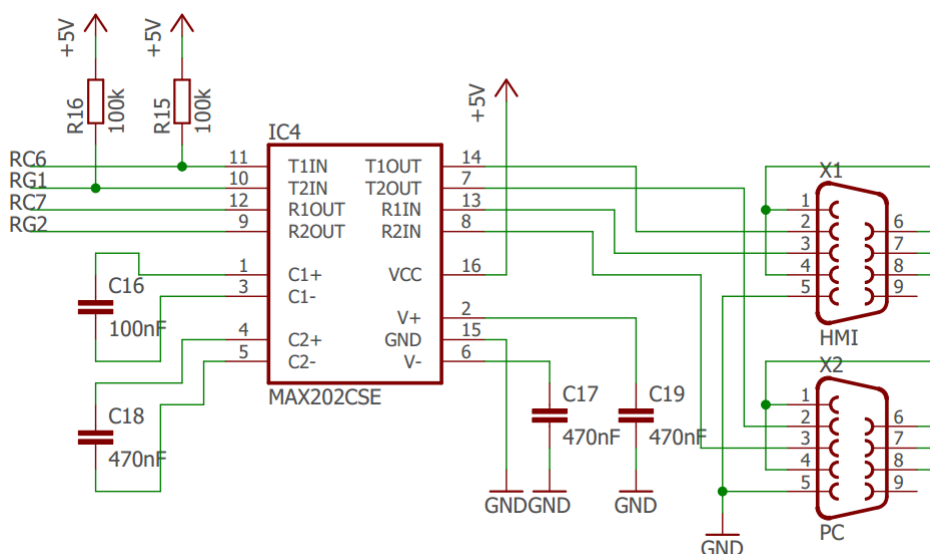 +5V
+5V
R16
100k
R15
100k
+5V
IC4
RC6
11
T1IN
T1OUT
14
RG1
10
T2IN
T2OUT
7
RC7
12
R1OUT
R1IN
13
RG2
9
R2OUT
R2IN
8
1
C1+
VCC
16
3
C1-
C16
100nF
V+
2
4
C2+
GND
15
5
C2-
V-
6
MAX202CSE
C18
470nF
C17
470nF
C19
470nF
GND
GND
GND
GND
X1
1
6
2
7
3
8
4
9
5
HMI
X2
1
6
2
7
3
8
4
9
5
PC